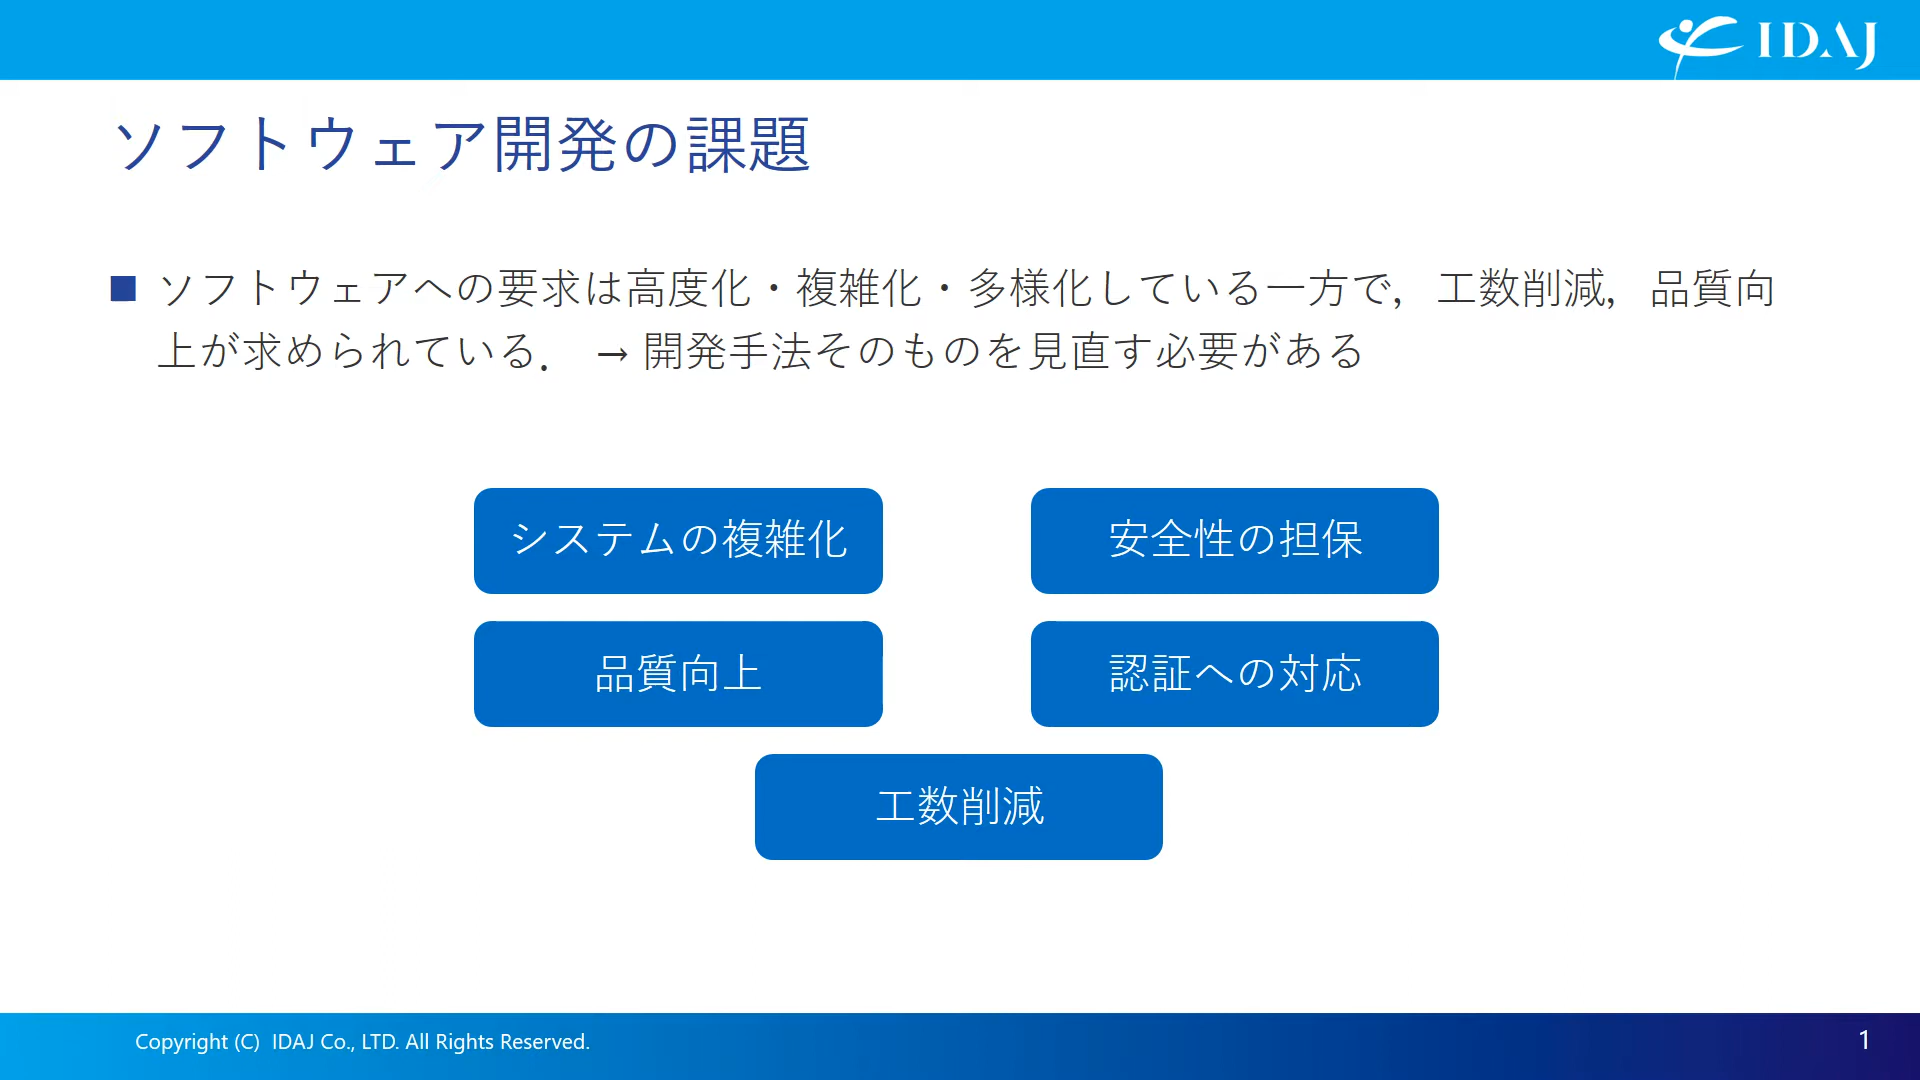 IDAJ
ソフトウェア開発の課題
■ ソフトウェアへの要求は高度化・複雑化・多様化している一方で，工数削減，品質向
上が求められている． → 開発手法そのものを見直す必要がある
システムの複雑化
安全性の担保
品質向上
認証への対応
工数削減
Copyright (C) IDAJ Co., LTD. All Rights Reserved.
1